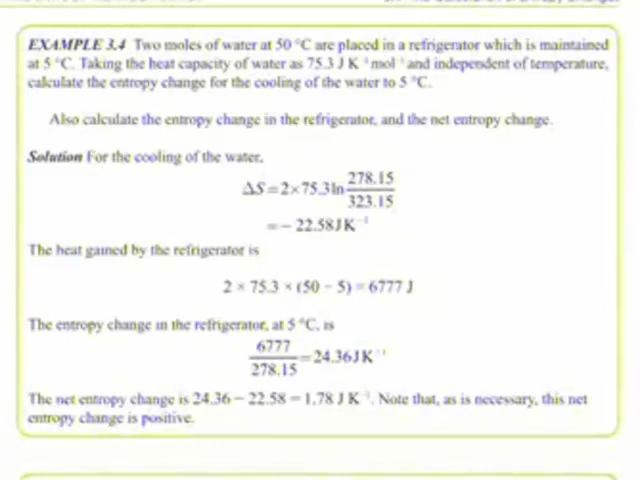 EXAMPLE 3.4 Two moles of water at 50 °C are placed in a refrigerator which is maintained
at 5 °C. Taking the heat capacity of water as 75.3 J K⁻¹ mol⁻¹ and independent of temperature,
calculate the entropy change for the cooling of the water to 5 °C.
Also calculate the entropy change in the refrigerator, and the net entropy change.
Solution For the cooling of the water,
ΔS = 2×75.3 ln 278.15/323.15
= − 22.58 J K⁻¹
The heat gained by the refrigerator is
2 × 75.3 × (50 − 5) = 6777 J
The entropy change in the refrigerator, at 5 °C, is
6777/278.15 = 24.36 J K⁻¹
The net entropy change is 24.36 − 22.58 = 1.78 J K⁻¹. Note that, as is necessary, this net
entropy change is positive.